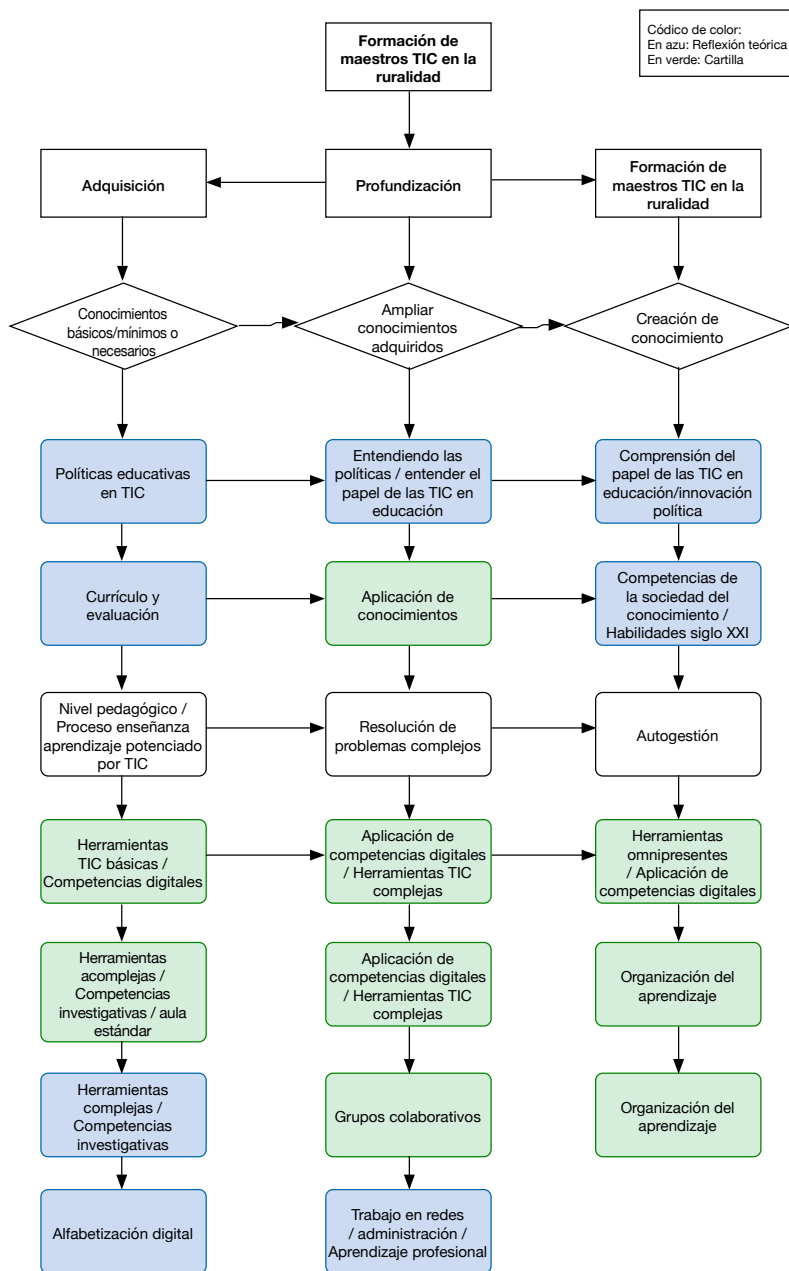 Formación de
maestros TIC en la
ruralidad
Código de color:
En azu: Reflexión teórica
En verde: Cartilla
Adquisición
Profundización
Formación de
maestros TIC en la
ruralidad
Conocimientos
básicos/mínimos o
necesarios
Ampliar
conocimientos
adquiridos
Creación de
conocimiento
Políticas educativas
en TIC
Entendiendo las
políticas / entender el
papel de las TIC en
educación
Comprensión del
papel de las TIC en
educación/innovación
política
Currículo y
evaluación
Aplicación de
conocimientos
Competencias de
la sociedad del
conocimiento /
Habilidades siglo XXI
Nivel pedagógico /
Proceso enseñanza
aprendizaje potenciado
por TIC
Resolución de
problemas complejos
Autogestión
Herramientas
TIC básicas /
Competencias digitales
Aplicación de
competencias digitales
/ Herramientas TIC
complejas
Herramientas
omnipresentes
/ Aplicación de
competencias digitales
Herramientas
acomplejas /
Competencias
investigativas / aula
estándar
Aplicación de
competencias digitales
/ Herramientas TIC
complejas
Organización del
aprendizaje
Herramientas
complejas /
Competencias
investigativas
Grupos colaborativos
Organización del
aprendizaje
Alfabetización digital
Trabajo en redes
/ administración /
Aprendizaje profesional